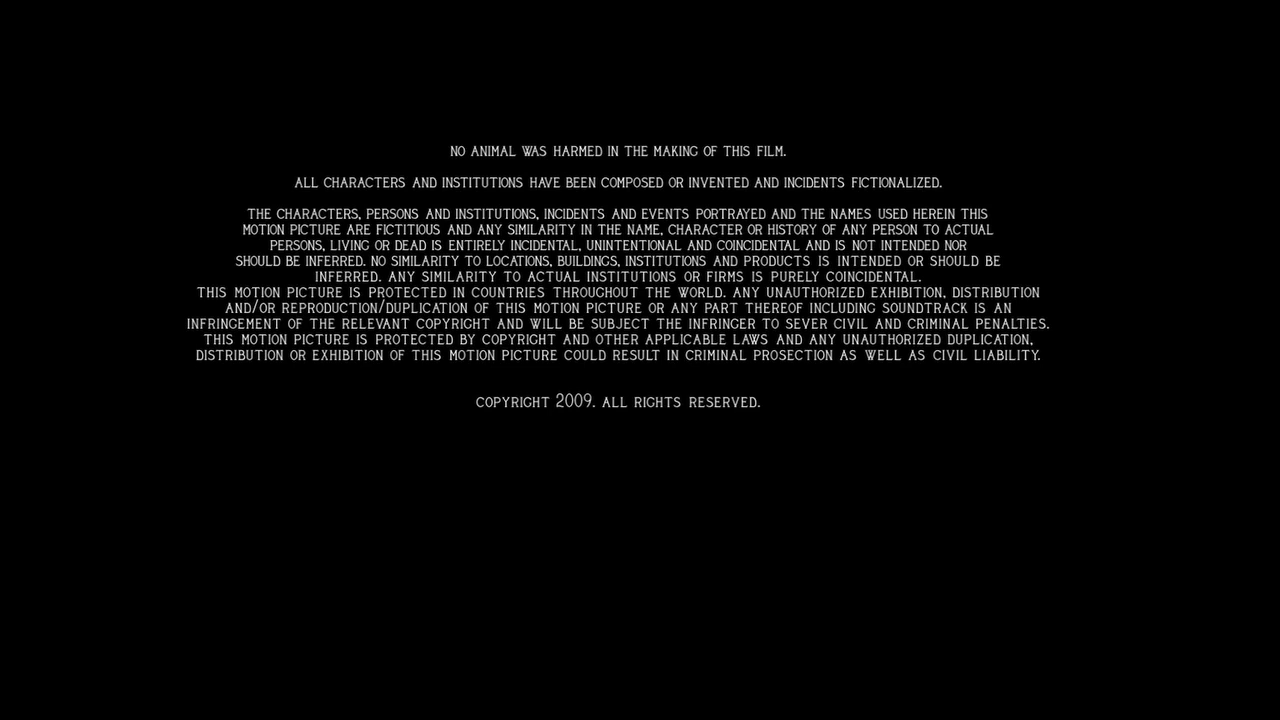 NO ANIMAL WAS HARMED IN THE MAKING OF THIS FILM.
ALL CHARACTERS AND INSTITUTIONS HAVE BEEN COMPOSED OR INVENTED AND INCIDENTS FICTIONALIZED.
THE CHARACTERS, PERSONS AND INSTITUTIONS, INCIDENTS AND EVENTS PORTRAYED AND THE NAMES USED HEREIN THIS
MOTION PICTURE ARE FICTITIOUS AND ANY SIMILARITY IN THE NAME, CHARACTER OR HISTORY OF ANY PERSON TO ACTUAL
PERSONS, LIVING OR DEAD IS ENTIRELY INCIDENTAL, UNINTENTIONAL AND COINCIDENTAL AND IS NOT INTENDED NOR
SHOULD BE INFERRED. NO SIMILARITY TO LOCATIONS, BUILDINGS, INSTITUTIONS AND PRODUCTS IS INTENDED OR SHOULD BE
INFERRED. ANY SIMILARITY TO ACTUAL INSTITUTIONS OR FIRMS IS PURELY COINCIDENTAL.
THIS MOTION PICTURE IS PROTECTED IN COUNTRIES THROUGHOUT THE WORLD. ANY UNAUTHORIZED EXHIBITION, DISTRIBUTION
AND/OR REPRODUCTION/DUPLICATION OF THIS MOTION PICTURE OR ANY PART THEREOF INCLUDING SOUNDTRACK IS AN
INFRINGEMENT OF THE RELEVANT COPYRIGHT AND WILL BE SUBJECT THE INFRINGER TO SEVER CIVIL AND CRIMINAL PENALTIES.
THIS MOTION PICTURE IS PROTECTED BY COPYRIGHT AND OTHER APPLICABLE LAWS AND ANY UNAUTHORIZED DUPLICATION,
DISTRIBUTION OR EXHIBITION OF THIS MOTION PICTURE COULD RESULT IN CRIMINAL PROSECTION AS WELL AS CIVIL LIABILITY.
COPYRIGHT 2009. ALL RIGHTS RESERVED.